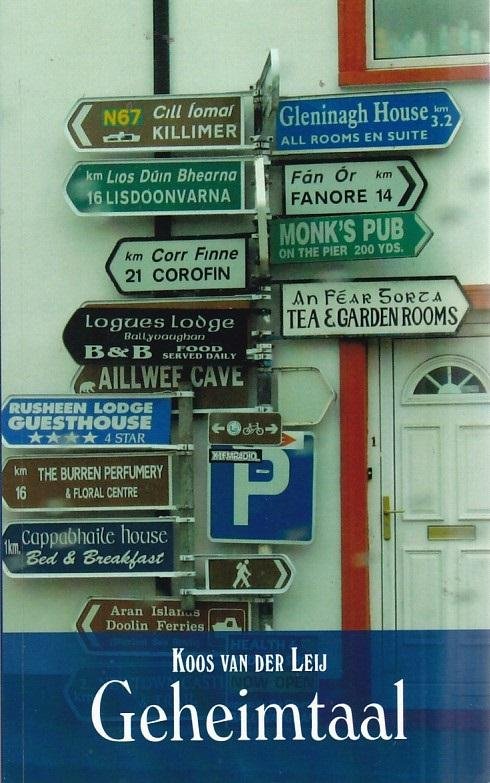 N67 Cill Íomaí
KILLIMER
Gleninagh House km
3.2
ALL ROOMS EN SUITE
km Lios Dúin Bhearna
16 LISDOONVARNA
Fán Ór km
FANORE 14
MONK'S PUB
ON THE PIER 200 YDS.
km Corr Finne
21 COROFIN
An Féar Gorta
TEA & GARDEN ROOMS
Logues Lodge
Ballyvaughan
B&B FOOD
SERVED DAILY
AILLWEE CAVE
RUSHEEN LODGE
GUESTHOUSE
★★★★ 4 STAR
km
16
THE BURREN PERFUMERY
& FLORAL CENTRE
P
1
1km.
Cappabhaile house
Bed & Breakfast
Aran Islands
Doolin Ferries
HEALTH
NOW OPEN
KOOS VAN DER LEIJ
Geheimtaal